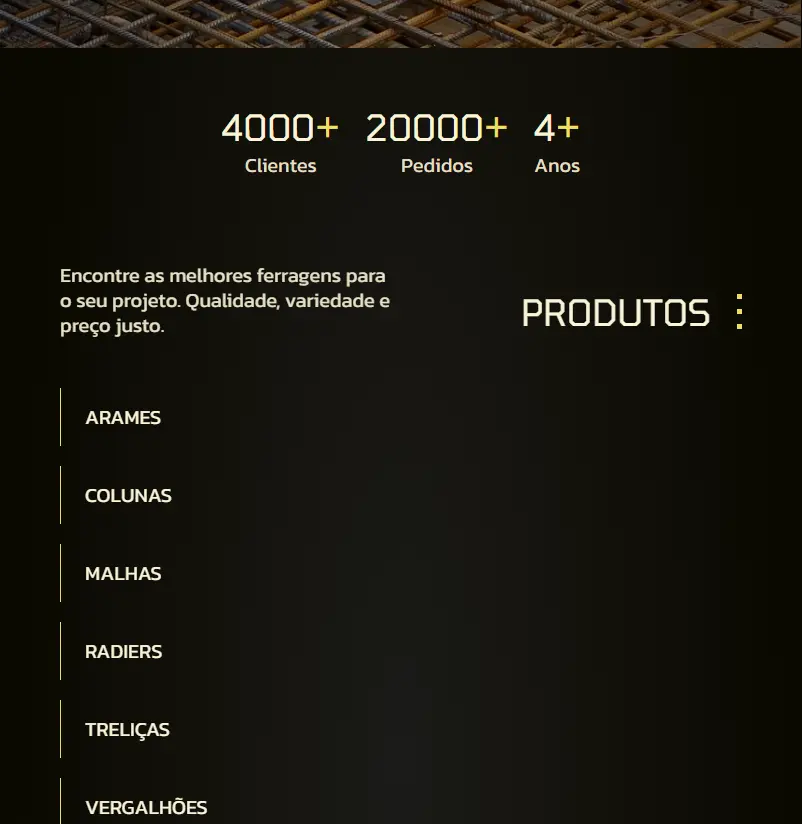 4000+ 20000+ 4+
Clientes Pedidos Anos
Encontre as melhores ferragens para
o seu projeto. Qualidade, variedade e
preço justo.
PRODUTOS
ARAMES
COLUNAS
MALHAS
RADIERS
TRELIÇAS
VERGALHÕES